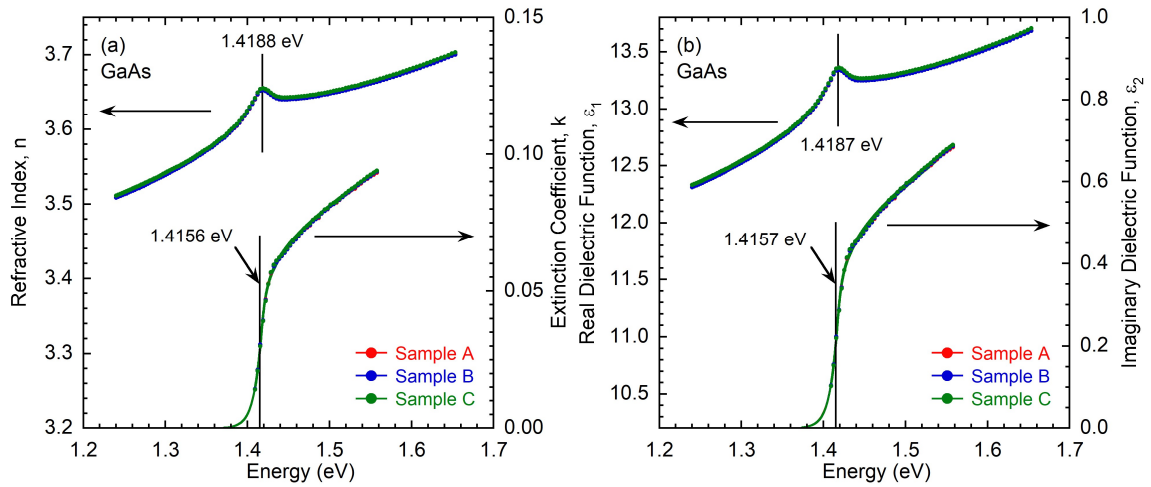 (a)
GaAs
1.4188 eV
1.4156 eV
Sample A
Sample B
Sample C
3.7
3.6
3.5
3.4
3.3
3.2
Refractive Index, n
0.15
0.10
0.05
0.00
Extinction Coefficient, k
1.2 1.3 1.4 1.5 1.6 1.7
Energy (eV)
(b)
GaAs
1.4187 eV
1.4157 eV
Sample A
Sample B
Sample C
13.5
13.0
12.5
12.0
11.5
11.0
10.5
Real Dielectric Function, ε1
1.0
0.8
0.6
0.4
0.2
0.0
Imaginary Dielectric Function, ε2
1.2 1.3 1.4 1.5 1.6 1.7
Energy (eV)